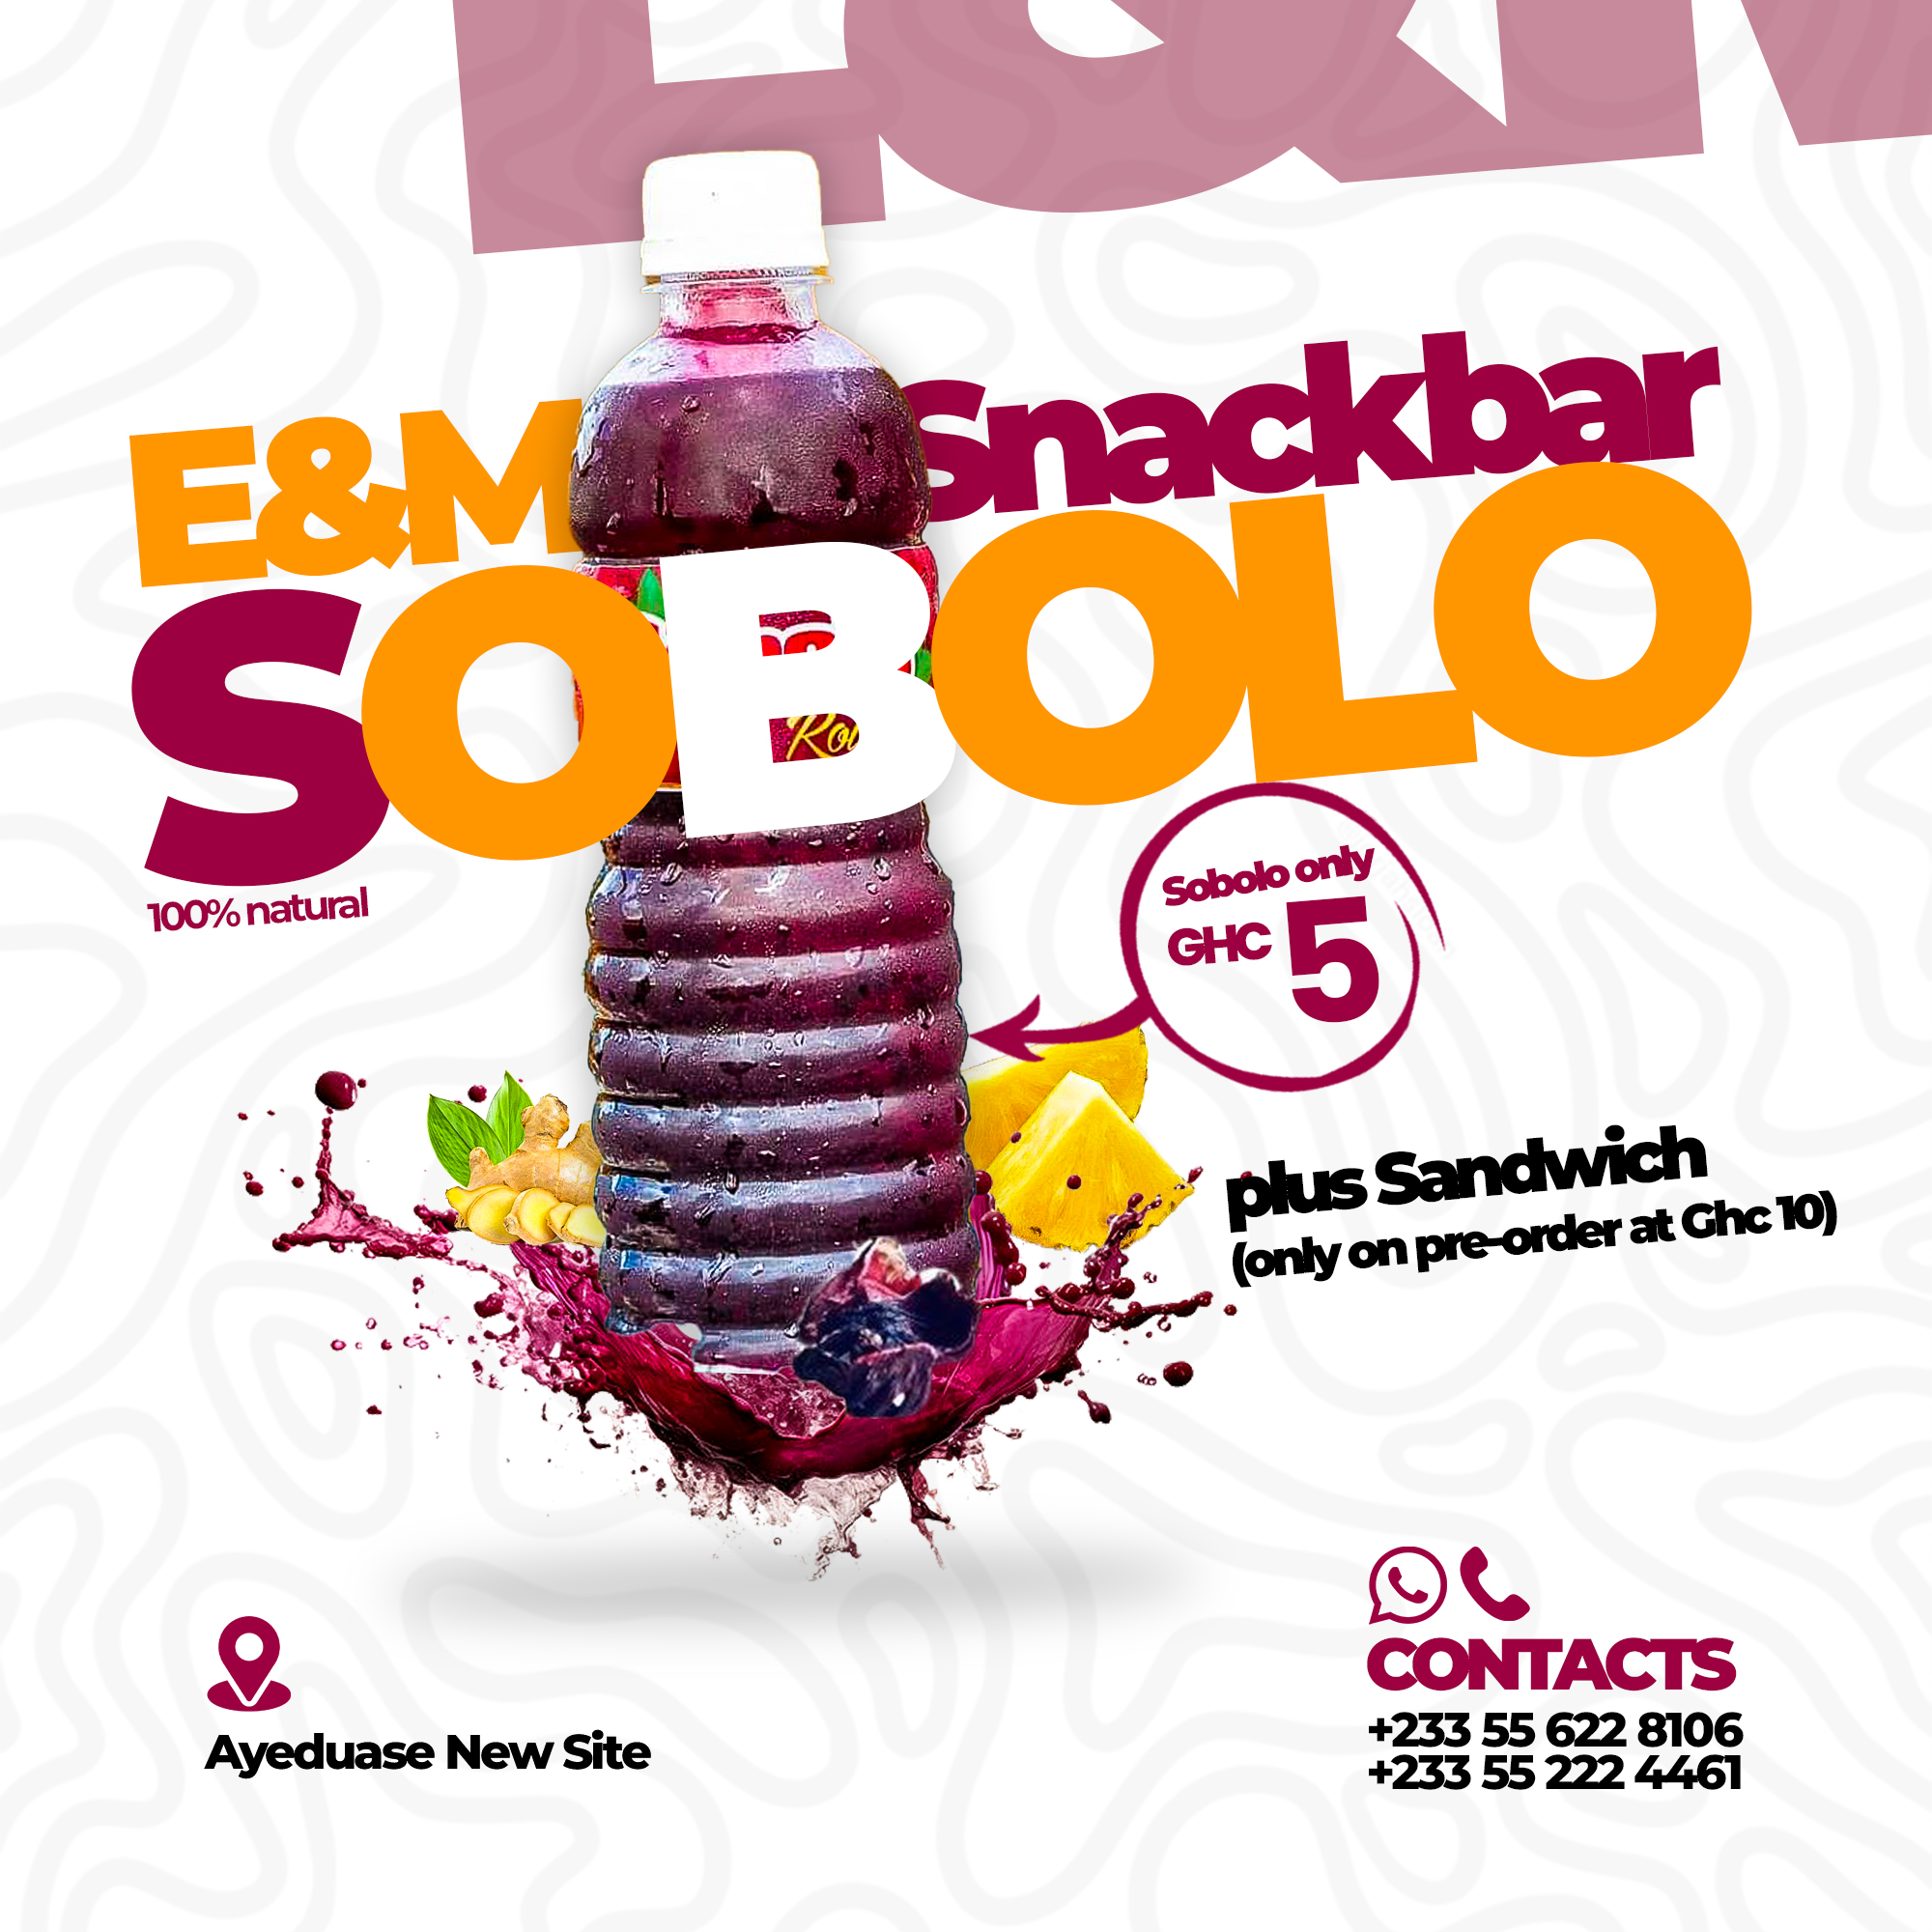 E&M
E&M snackbar
SOBOLO
100% natural
Sobolo only
GHC 5
plus Sandwich
(only on pre-order at Ghc 10)
Ayeduase New Site
CONTACTS
+233 55 622 8106
+233 55 222 4461